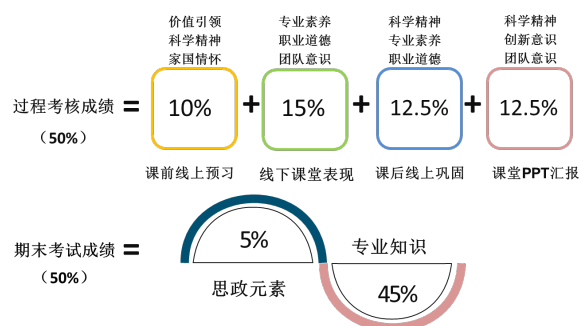 价值引领 专业素养 科学精神 科学精神
科学精神 职业道德 专业素养 创新意识
家国情怀 团队意识 职业道德 团队意识
过程考核成绩 = 10% + 15% + 12.5% + 12.5%
（50%）
课前线上预习 线下课堂表现 课后线上巩固 课堂PPT汇报
5% 专业知识
期末考试成绩 =
（50%）
思政元素 45%